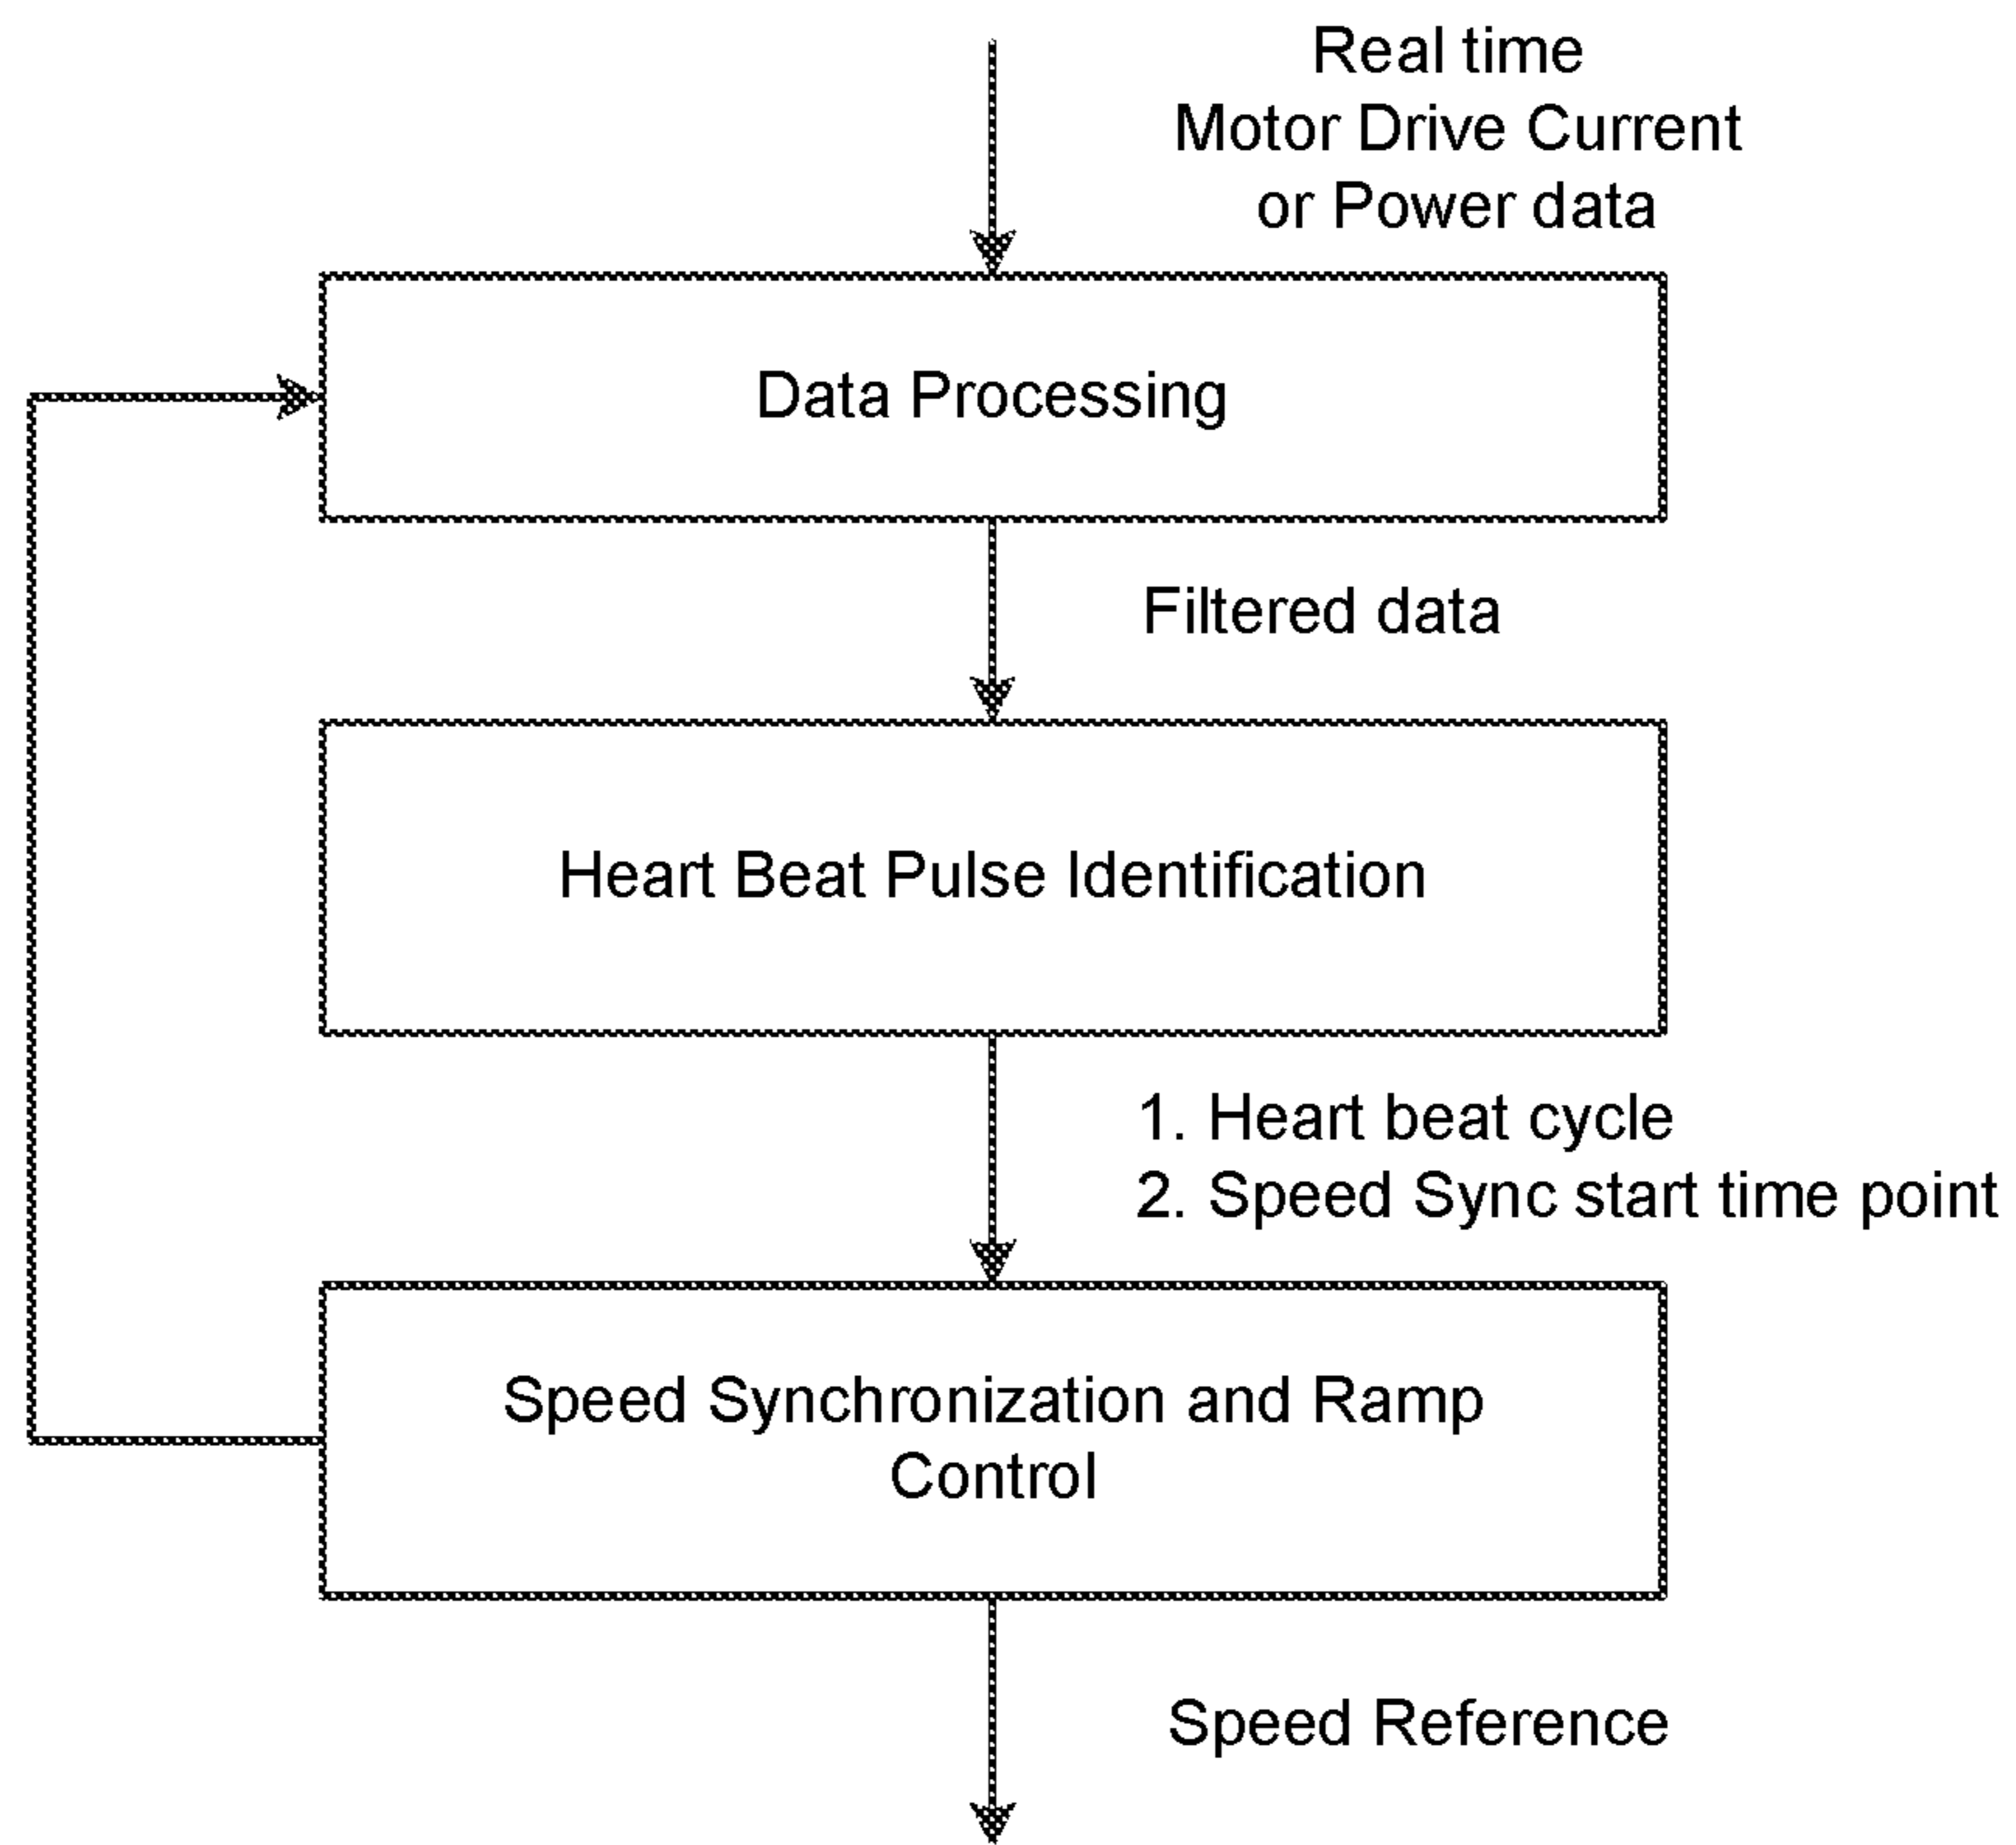 Real time
Motor Drive Current
or Power data
Data Processing
Filtered data
Heart Beat Pulse Identification
1. Heart beat cycle
2. Speed Sync start time point
Speed Synchronization and Ramp
Control
Speed Reference